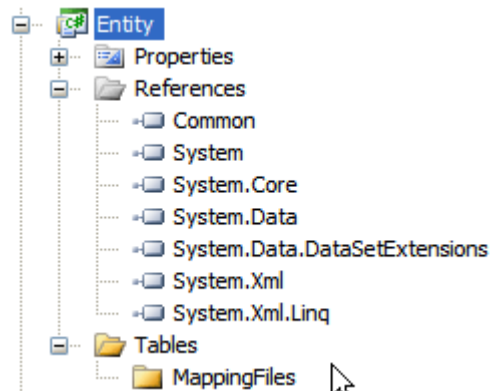 Entity
Properties
References
Common
System
System.Core
System.Data
System.Data.DataSetExtensions
System.Xml
System.Xml.Linq
Tables
MappingFiles